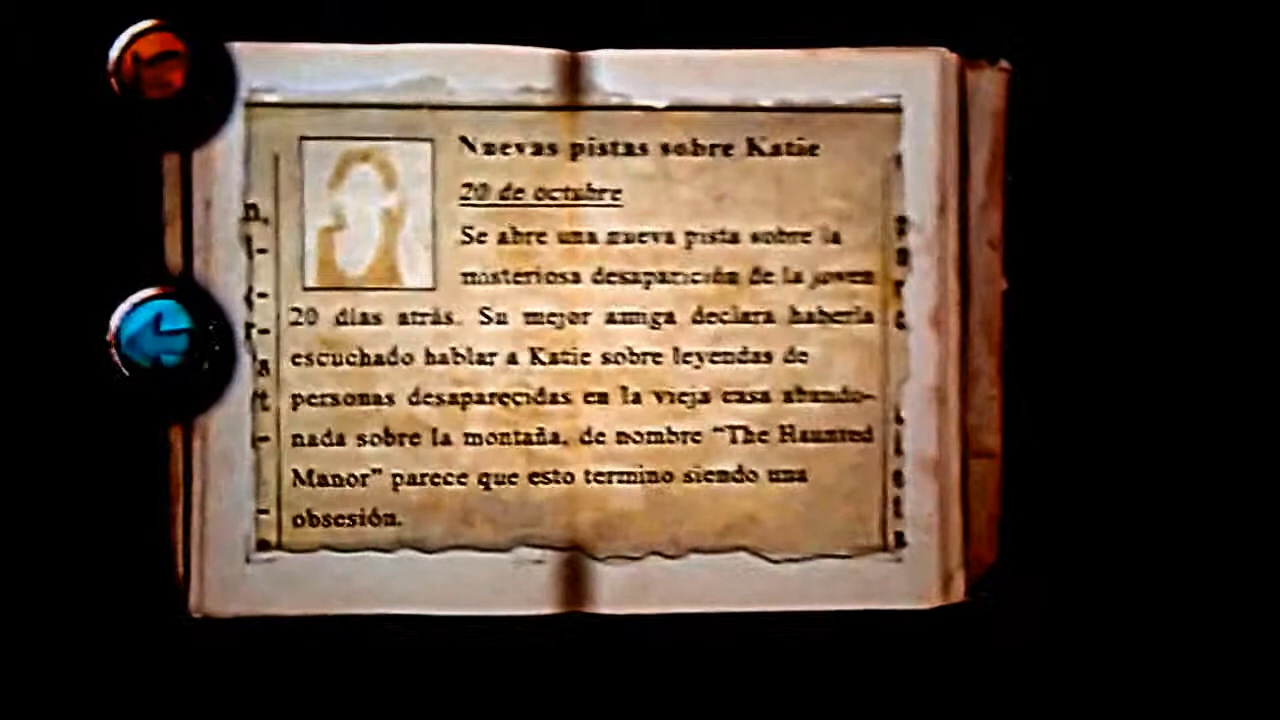 Nuevas pistas sobre Katie
20 de octubre
Se abre una nueva pista sobre la
misteriosa desaparición de la joven
20 días atrás. Su mejor amiga declara haberla
escuchado hablar a Katie sobre leyendas de
personas desaparecidas en la vieja casa abando-
nada sobre la montaña, de nombre "The Haunted
Manor" parece que esto termino siendo una
obsesión.